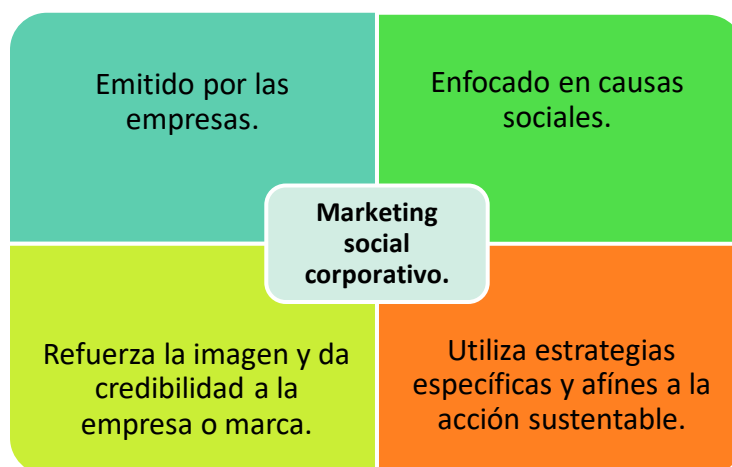 Emitido por las
empresas.
Enfocado en causas
sociales.
Marketing
social
corporativo.
Refuerza la imagen y da
credibilidad a la
empresa o marca.
Utiliza estrategias
específicas y afínes a la
acción sustentable.